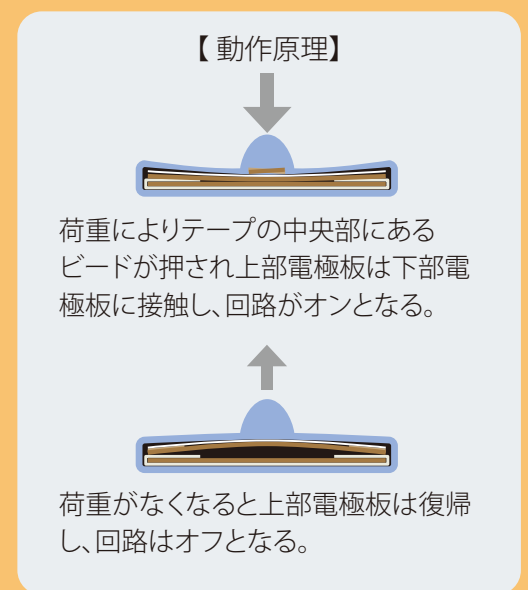 【動作原理】
荷重によりテープの中央部にある
ビードが押され上部電極板は下部電
極板に接触し、回路がオンとなる。
荷重がなくなると上部電極板は復帰
し、回路はオフとなる。